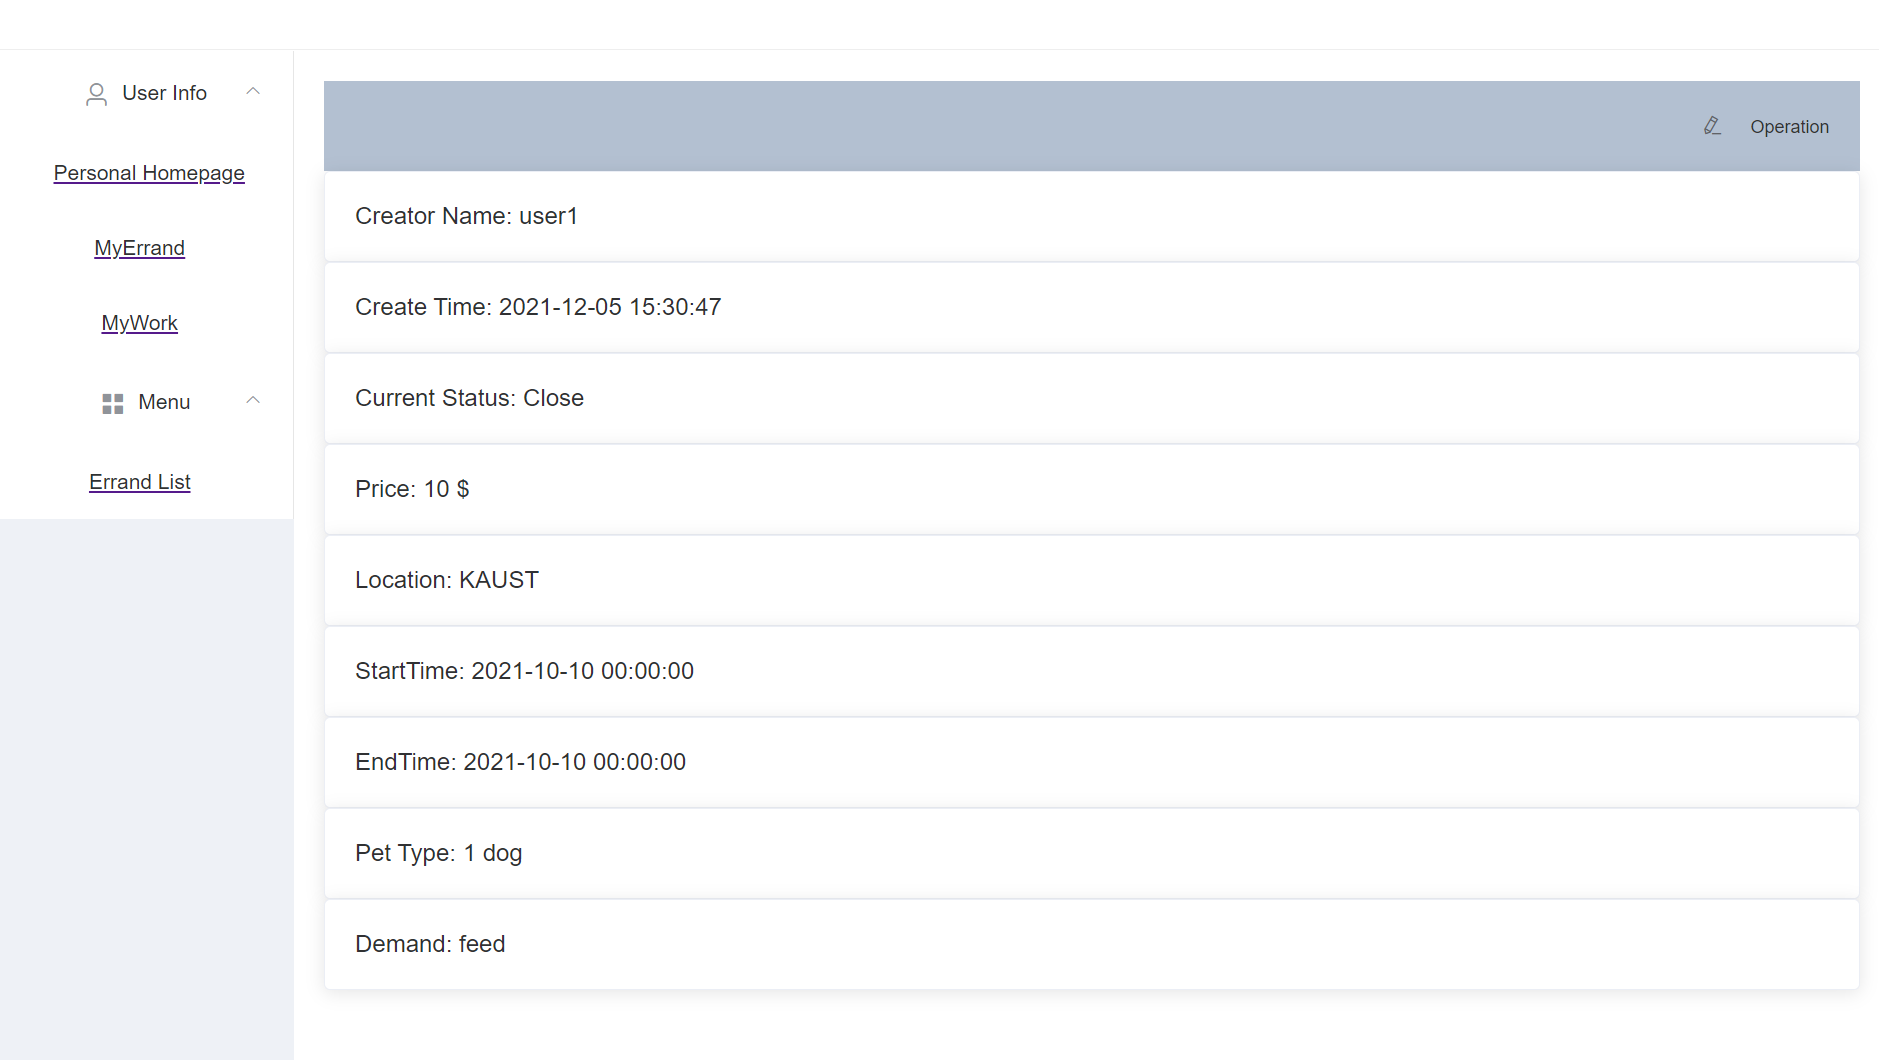 User Info
Personal Homepage
MyErrand
MyWork
Menu
Errand List
Operation
Creator Name: user1
Create Time: 2021-12-05 15:30:47
Current Status: Close
Price: 10 $
Location: KAUST
StartTime: 2021-10-10 00:00:00
EndTime: 2021-10-10 00:00:00
Pet Type: 1 dog
Demand: feed